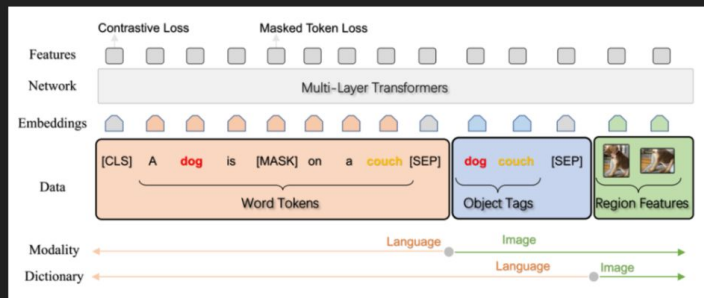 Contrastive Loss Masked Token Loss
Features
Network Multi-Layer Transformers
Embeddings
[CLS] A dog is [MASK] on a couch [SEP] dog couch [SEP]
Data
Word Tokens Object Tags Region Features
Modality Language Image
Dictionary Language Image